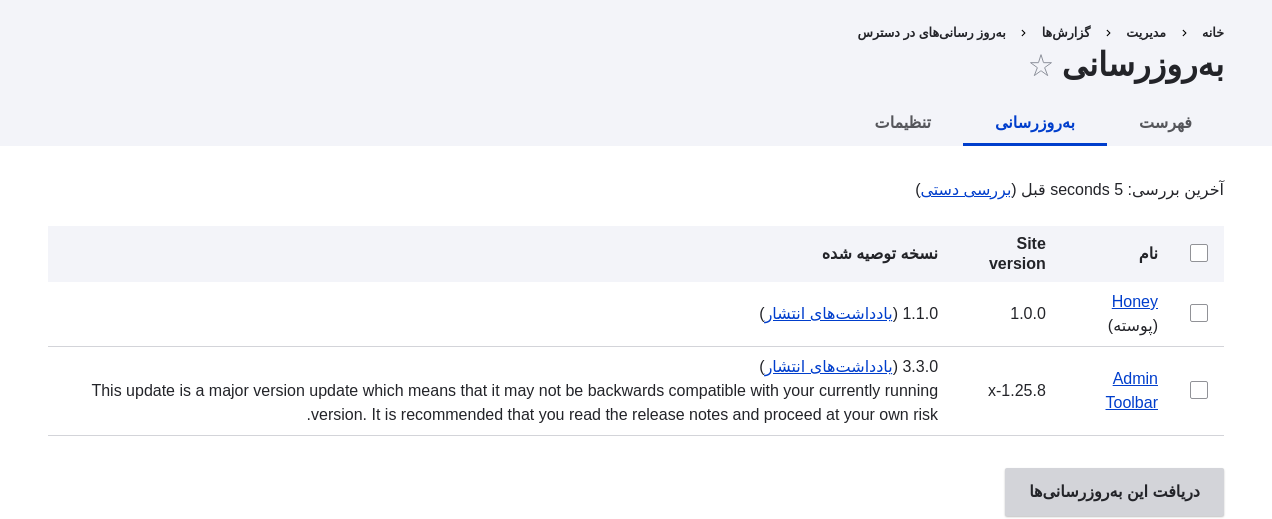 خانه › مدیریت › گزارش‌ها › به‌روز رسانی‌های در دسترس
به‌روزرسانی ☆
فهرست به‌روزرسانی تنظیمات
آخرین بررسی: 5 seconds قبل (بررسی دستی)
نام Site version نسخه توصیه شده
Honey (پوسته) 1.0.0 1.1.0 (یادداشت‌های انتشار)
Admin Toolbar 8.x-1.25 3.3.0 (یادداشت‌های انتشار)
This update is a major version update which means that it may not be backwards compatible with your currently running
version. It is recommended that you read the release notes and proceed at your own risk.
دریافت این به‌روزرسانی‌ها